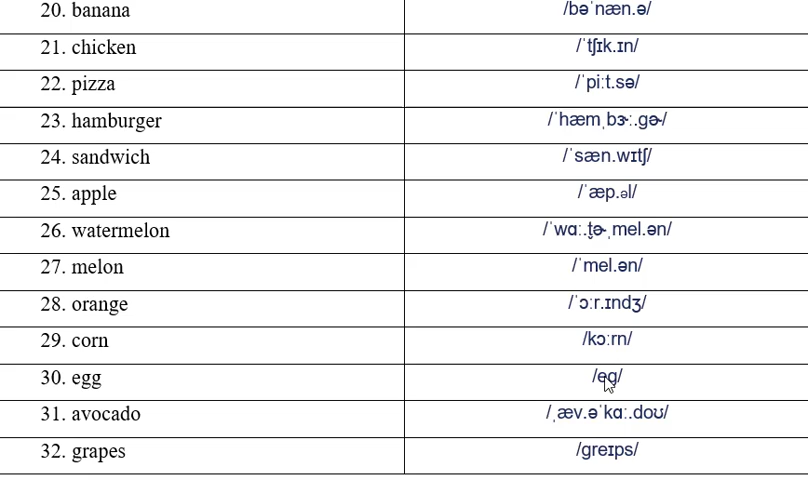 20. banana /bəˈnæn.ə/
21. chicken /ˈtʃɪk.ɪn/
22. pizza /ˈpiːt.sə/
23. hamburger /ˈhæmˌbɝː.ɡɚ/
24. sandwich /ˈsæn.wɪtʃ/
25. apple /ˈæp.əl/
26. watermelon /ˈwɑː.t̬ɚˌmel.ən/
27. melon /ˈmel.ən/
28. orange /ˈɔːr.ɪndʒ/
29. corn /kɔːrn/
30. egg /eɡ/
31. avocado /ˌæv.əˈkɑː.doʊ/
32. grapes /ɡreɪps/